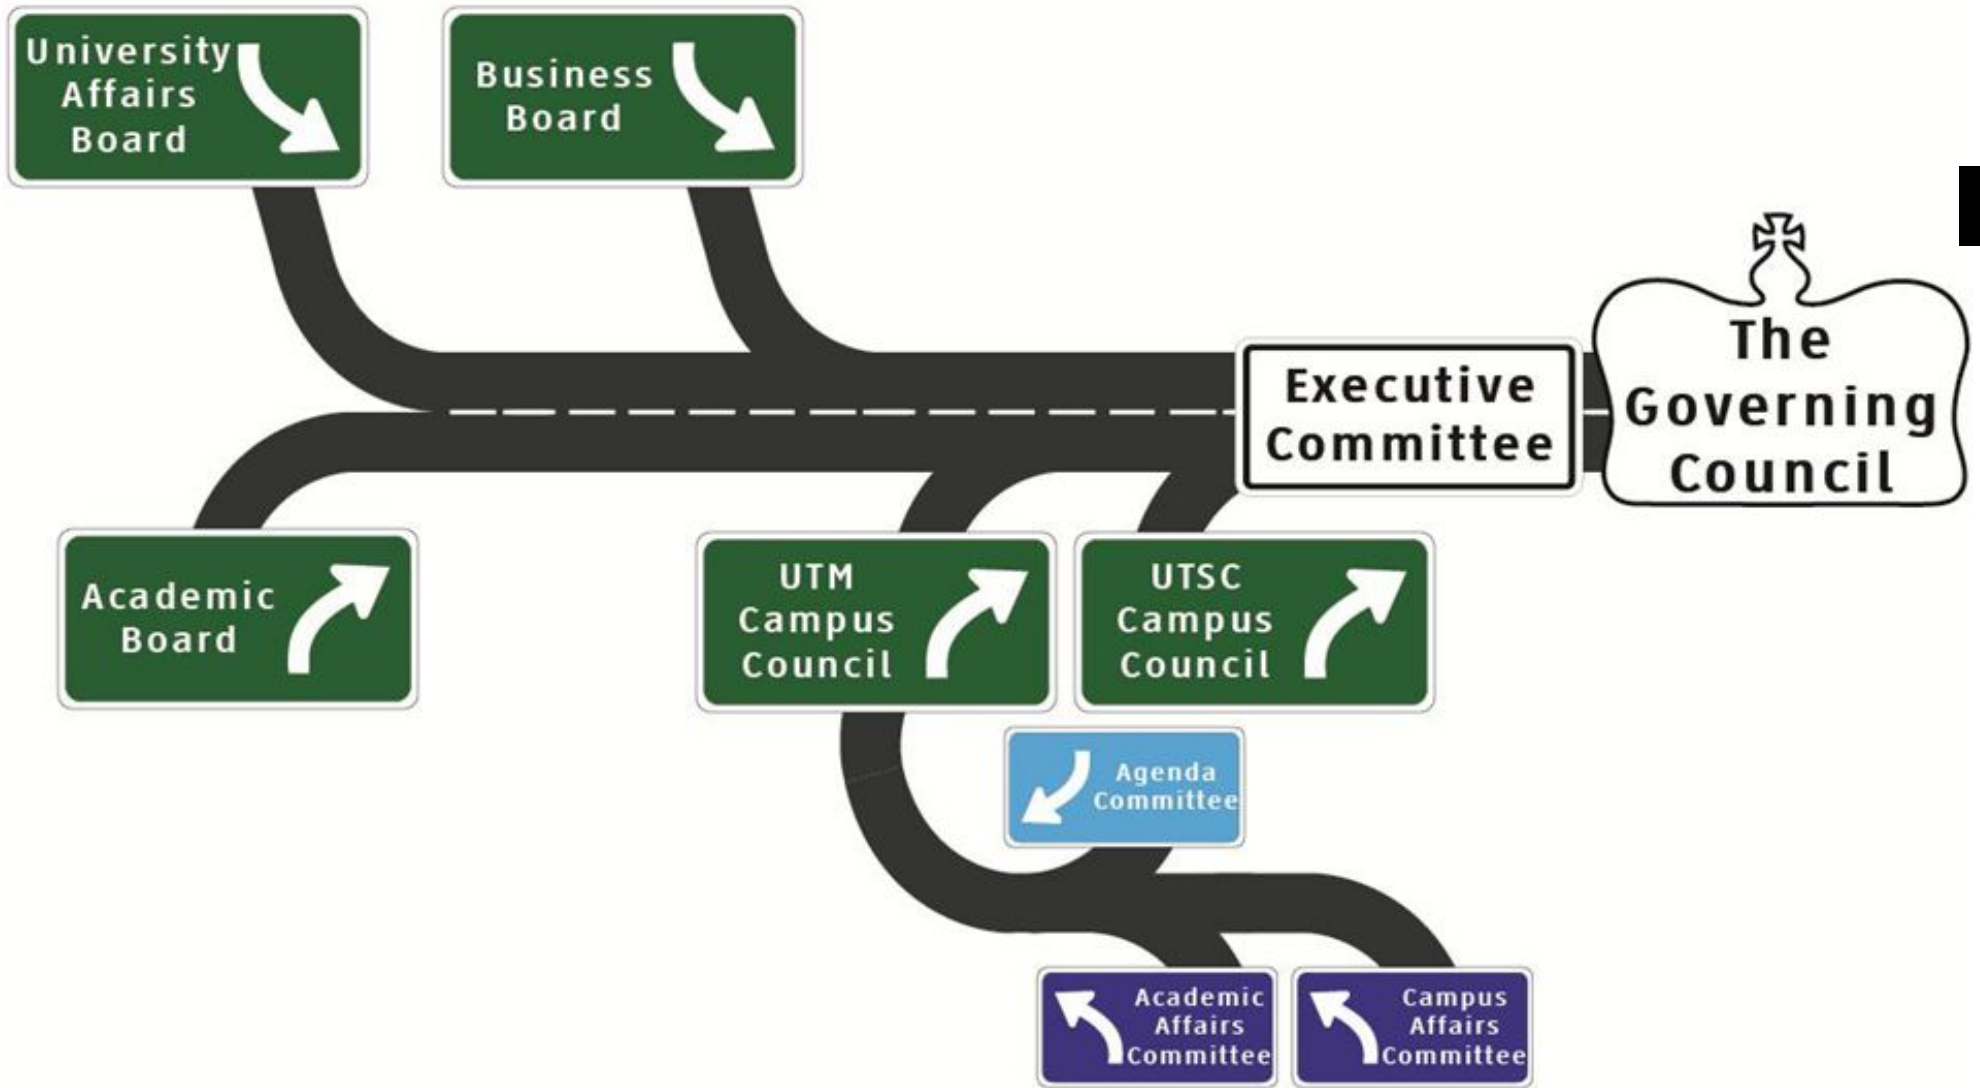 University
Affairs
Board
Business
Board
The
Governing
Council
Executive
Committee
Academic
Board
UTM
Campus
Council
UTSC
Campus
Council
Agenda
Committee
Academic
Affairs
Committee
Campus
Affairs
Committee